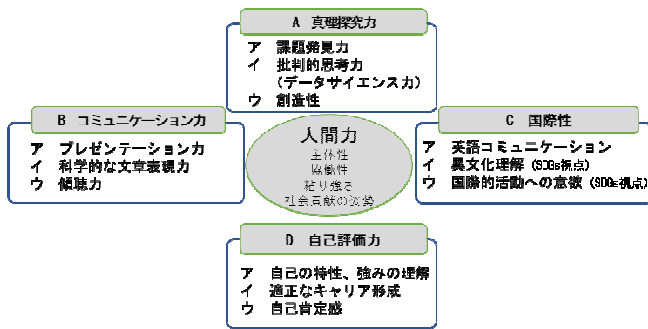 A 真理探究力
ア 課題発見力
イ 批判的思考力
（データサイエンス力）
ウ 創造性
B コミュニケーション力
ア プレゼンテーション力
イ 科学的な文章表現力
ウ 傾聴力
人間力
主体性
協働性
粘り強さ
社会貢献の姿勢
C 国際性
ア 英語コミュニケーション
イ 異文化理解（SDGs視点）
ウ 国際的活動への意欲（SDGs視点）
D 自己評価力
ア 自己の特性、強みの理解
イ 適正なキャリア形成
ウ 自己肯定感